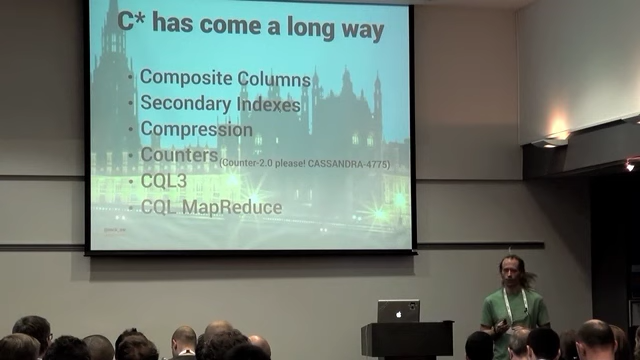 C* has come a long way
• Composite Columns
• Secondary Indexes
• Compression
• Counters (Counter-2.0 please! CASSANDRA-4775)
• CQL3
• CQL MapReduce